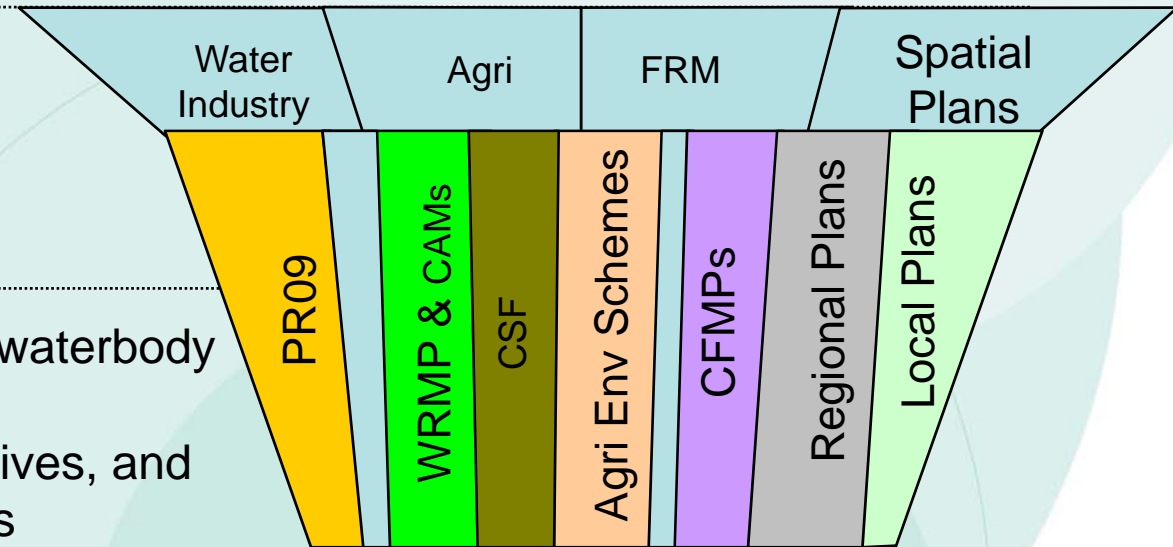 Water
Industry
Agri
FRM
Spatial
Plans
PR09
WRMP & CAMs
CSF
Agri Env Schemes
CFMPs
Regional Plans
Local Plans
waterbody
ives, and
s